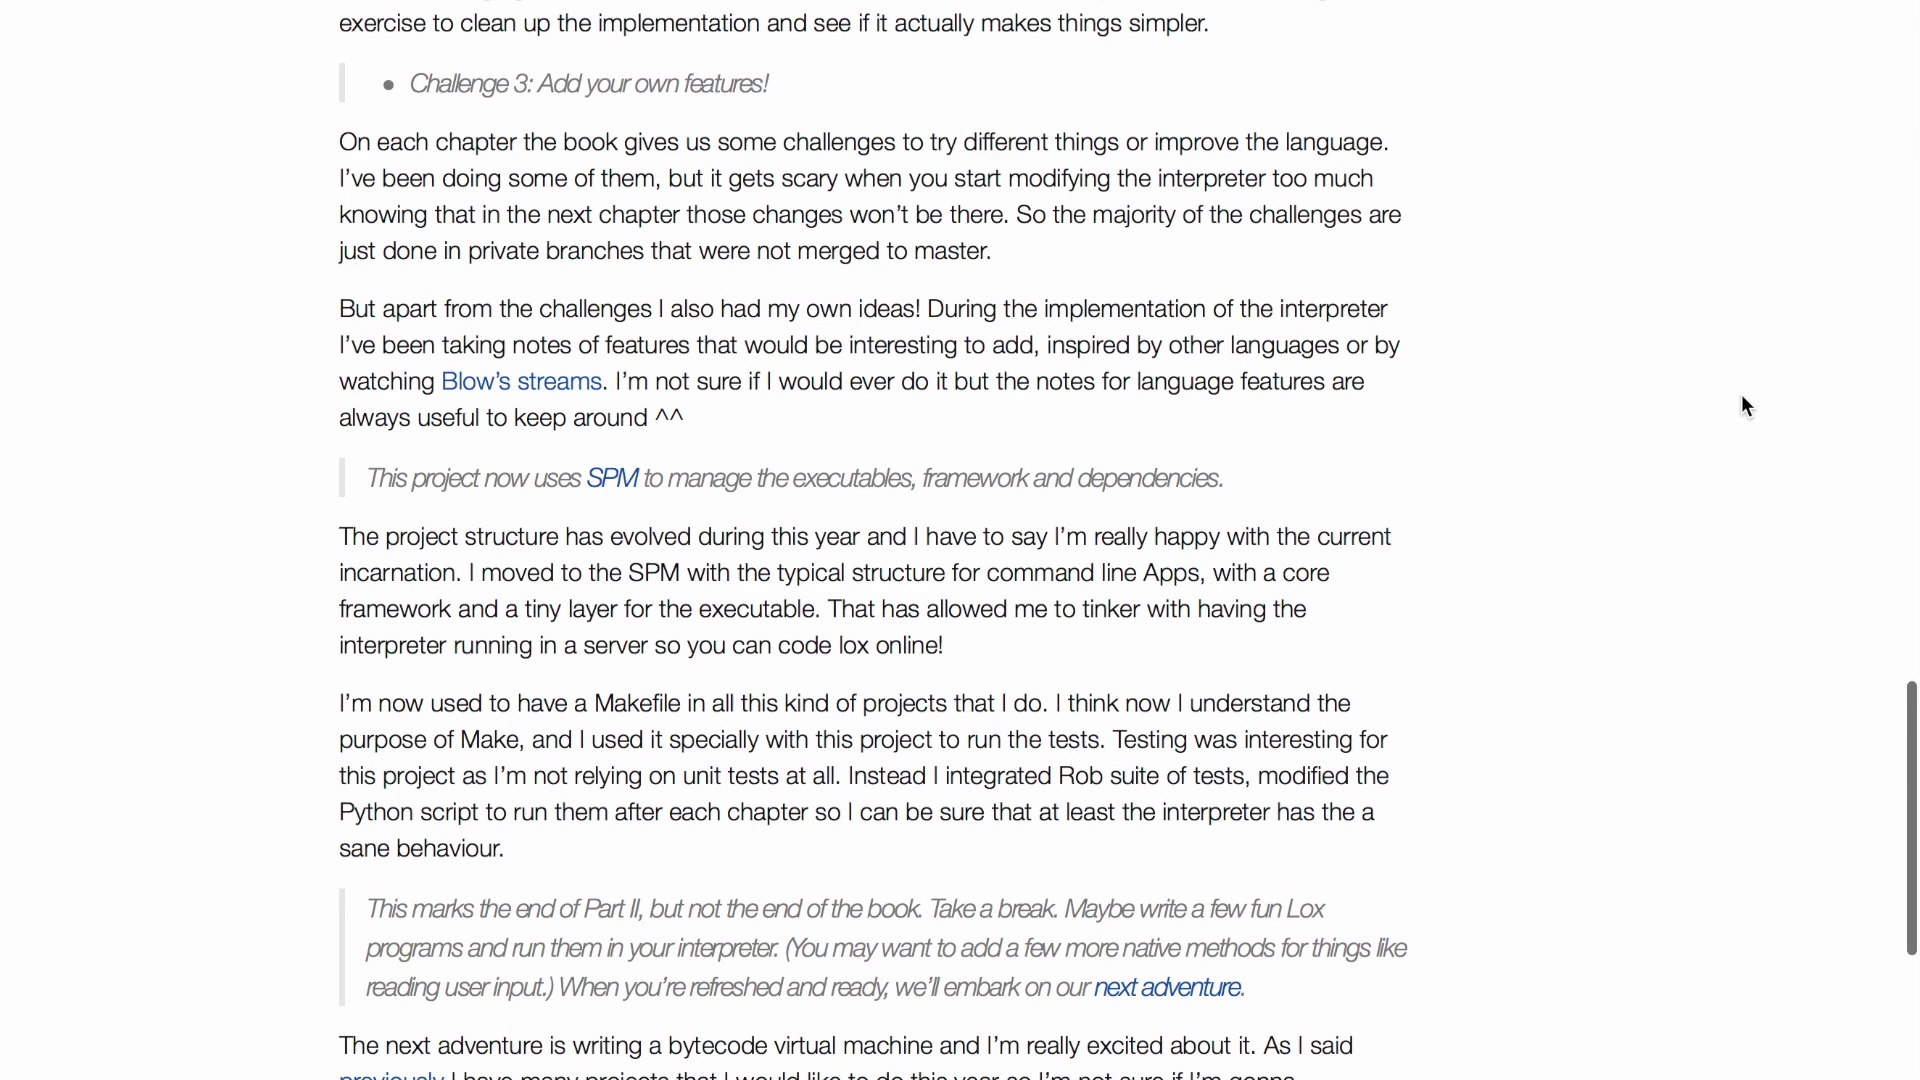 exercise to clean up the implementation and see if it actually makes things simpler.
• Challenge 3: Add your own features!
On each chapter the book gives us some challenges to try different things or improve the language.
I’ve been doing some of them, but it gets scary when you start modifying the interpreter too much
knowing that in the next chapter those changes won’t be there. So the majority of the challenges are
just done in private branches that were not merged to master.
But apart from the challenges I also had my own ideas! During the implementation of the interpreter
I’ve been taking notes of features that would be interesting to add, inspired by other languages or by
watching Blow’s streams. I’m not sure if I would ever do it but the notes for language features are
always useful to keep around ^^
This project now uses SPM to manage the executables, framework and dependencies.
The project structure has evolved during this year and I have to say I’m really happy with the current
incarnation. I moved to the SPM with the typical structure for command line Apps, with a core
framework and a tiny layer for the executable. That has allowed me to tinker with having the
interpreter running in a server so you can code lox online!
I’m now used to have a Makefile in all this kind of projects that I do. I think now I understand the
purpose of Make, and I used it specially with this project to run the tests. Testing was interesting for
this project as I’m not relying on unit tests at all. Instead I integrated Rob suite of tests, modified the
Python script to run them after each chapter so I can be sure that at least the interpreter has the a
sane behaviour.
This marks the end of Part II, but not the end of the book. Take a break. Maybe write a few fun Lox
programs and run them in your interpreter. (You may want to add a few more native methods for things like
reading user input.) When you’re refreshed and ready, we’ll embark on our next adventure.
The next adventure is writing a bytecode virtual machine and I’m really excited about it. As I said
previously I have many projects that I would like to do this year so I’m not sure if I’m gonna